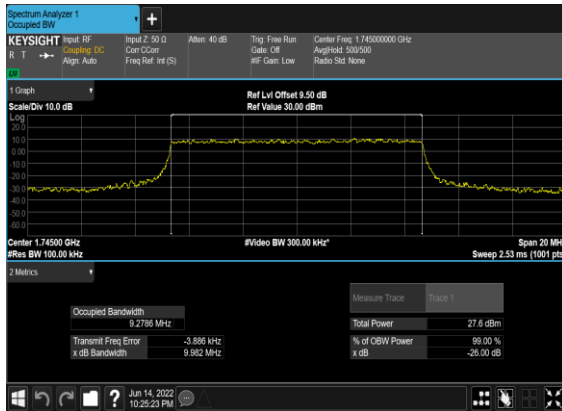 Spectrum Analyzer 1
Occupied BW
+
KEYSIGHT Input: RF Input Z: 50 Ω Atten: 40 dB Trig: Free Run Center Freq: 1.745000000 GHz
R T Coupling: DC Corr CCorr Gate: Off Avg|Hold: 500/500
Align: Auto Freq Ref: Int (S) #IF Gain: Low Radio Std: None
LXI
1 Graph Ref Lvl Offset 9.50 dB
Scale/Div 10.0 dB Ref Value 30.00 dBm
Log
20.0
10.0
0.00
-10.0
-20.0
-30.0
-40.0
-50.0
-60.0
Center 1.74500 GHz #Video BW 300.00 kHz* Span 20 MH
#Res BW 100.00 kHz Sweep 2.53 ms (1001 pts
2 Metrics
Measure Trace Trace 1
Occupied Bandwidth
9.2786 MHz Total Power 27.6 dBm
Transmit Freq Error -3.886 kHz % of OBW Power 99.00 %
x dB Bandwidth 9.982 MHz x dB -26.00 dB
? Jun 14, 2022
10:25:23 PM